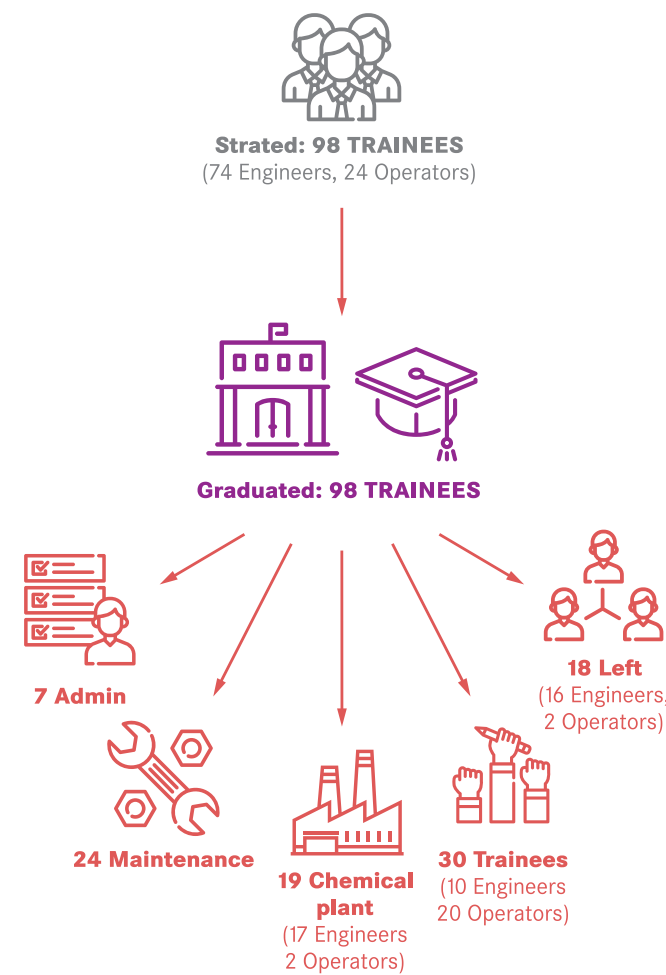 Strated: 98 TRAINEES
(74 Engineers, 24 Operators)
Graduated: 98 TRAINEES
7 Admin
24 Maintenance
19 Chemical
plant
(17 Engineers
2 Operators)
30 Trainees
(10 Engineers
20 Operators)
18 Left
(16 Engineers,
2 Operators)